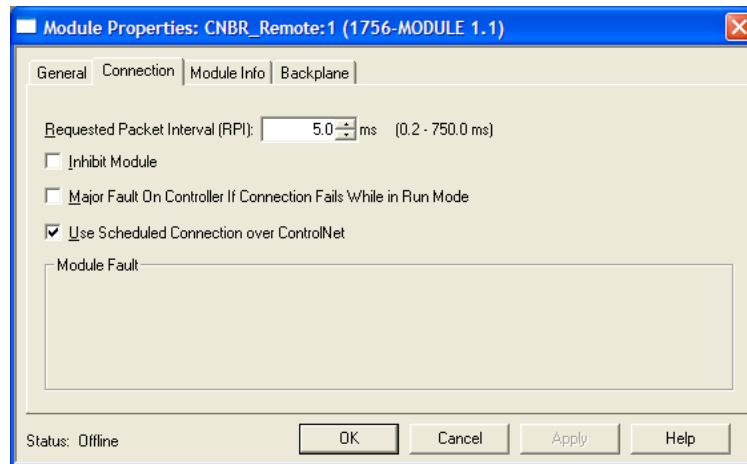 Module Properties: CNBR_Remote:1 (1756-MODULE 1.1)
General Connection Module Info Backplane
Requested Packet Interval (RPI): 5.0 ms (0.2 - 750.0 ms)
Inhibit Module
Major Fault On Controller If Connection Fails While in Run Mode
Use Scheduled Connection over ControlNet
Module Fault
Status: Offline OK Cancel Apply Help